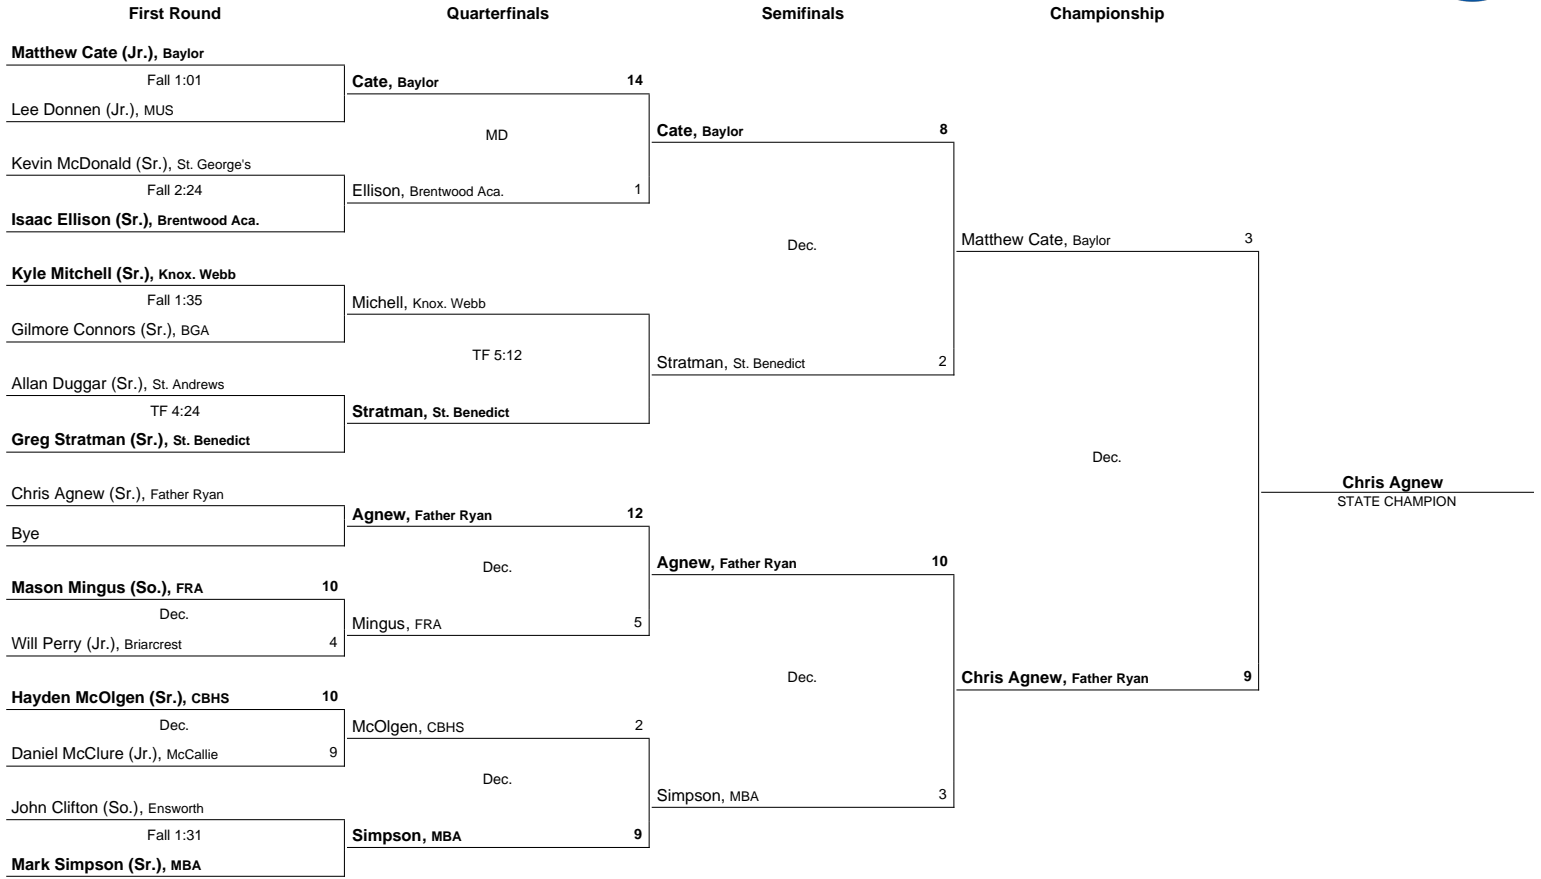 First Round Quarterfinals Semifinals Championship
Matthew Cate (Jr.), Baylor
Fall 1:01
Cate, Baylor 14
Lee Donnen (Jr.), MUS
MD
Cate, Baylor 8
Kevin McDonald (Sr.), St. George's
Fall 2:24
Ellison, Brentwood Aca. 1
Isaac Ellison (Sr.), Brentwood Aca.
Dec.
Matthew Cate, Baylor 3
Kyle Mitchell (Sr.), Knox. Webb
Fall 1:35
Michell, Knox. Webb
Gilmore Connors (Sr.), BGA
TF 5:12
Stratman, St. Benedict 2
Allan Duggar (Sr.), St. Andrews
TF 4:24
Stratman, St. Benedict
Greg Stratman (Sr.), St. Benedict
Dec.
Chris Agnew
STATE CHAMPION
Chris Agnew (Sr.), Father Ryan
Agnew, Father Ryan 12
Bye
Dec.
Agnew, Father Ryan 10
Mason Mingus (So.), FRA 10
Dec.
Mingus, FRA 5
Will Perry (Jr.), Briarcrest 4
Dec.
Chris Agnew, Father Ryan 9
Hayden McOlgen (Sr.), CBHS 10
Dec.
McOlgen, CBHS 2
Daniel McClure (Jr.), McCallie 9
Dec.
Simpson, MBA 3
John Clifton (So.), Ensworth
Fall 1:31
Simpson, MBA 9
Mark Simpson (Sr.), MBA